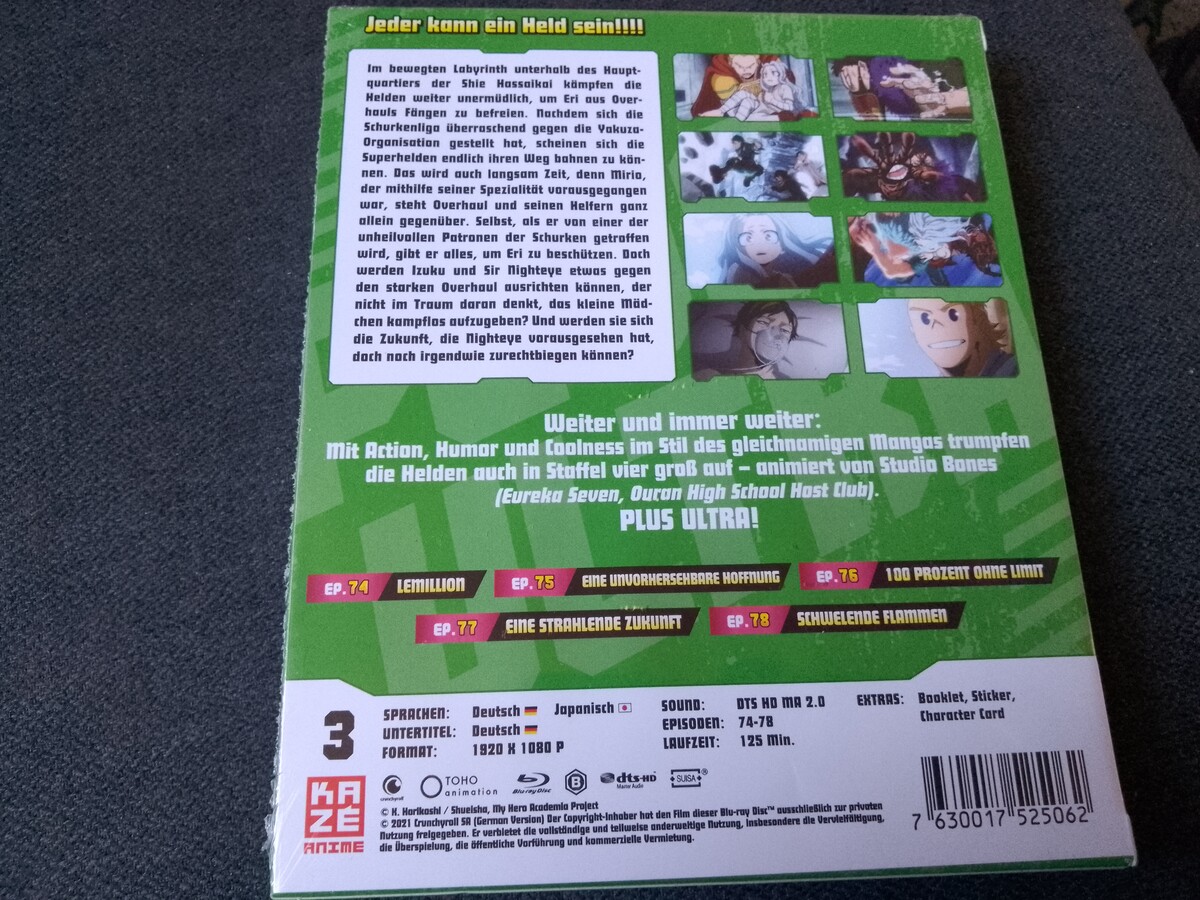 Jeder kann ein Held sein!!!!
Im bewegten Labyrinth unterhalb des Haupt-
quartiers der Shie Hassaikai kämpfen die
Helden weiter unermüdlich, um Eri aus Over-
hauls Fängen zu befreien. Nachdem sich die
Schurkenliga überraschend gegen die Yakuza-
Organisation gestellt hat, scheinen sich die
Superhelden endlich ihren Weg bahnen zu kön-
nen. Das wird auch langsam Zeit, denn Mirio,
der mithilfe seiner Spezialität vorausgegangen
war, steht Overhaul und seinen Helfern ganz
allein gegenüber. Selbst, als er von einer der
unheilvollen Patronen der Schurken getroffen
wird, gibt er alles, um Eri zu beschützen. Doch
werden Izuku und Sir Nighteye etwas gegen
den starken Overhaul ausrichten können, der
nicht im Traum daran denkt, das kleine Mäd-
chen kampflos aufzugeben? Und werden sie sich
die Zukunft, die Nighteye vorausgesehen hat,
doch noch irgendwie zurechtbiegen können?
Weiter und immer weiter:
Mit Action, Humor und Coolness im Stil des gleichnamigen Mangas trumpfen
die Helden auch in Staffel vier groß auf – animiert von Studio Bones
(Eureka Seven, Ouran High School Host Club).
PLUS ULTRA!
EP.74 LEMILLION EP.75 EINE UNVORHERSEHBARE HOFFNUNG EP.76 100 PROZENT OHNE LIMIT
EP.77 EINE STRAHLENDE ZUKUNFT EP.78 SCHWELENDE FLAMMEN
3
SPRACHEN: Deutsch Japanisch
UNTERTITEL: Deutsch
FORMAT: 1920 X 1080 P
SOUND: DTS HD MA 2.0
EPISODEN: 74-78
LAUFZEIT: 125 Min.
EXTRAS: Booklet, Sticker,
Character Card
KAZE
ANIME
crunchyroll TOHO animation Blu-ray Disc B dts-HD Master Audio SUISA
© K. Horikoshi / Shueisha, My Hero Academia Project
© 2021 Crunchyroll SA (German Version) Der Copyright-Inhaber hat den Film dieser Blu-ray Disc™ ausschließlich zur privaten
Nutzung freigegeben. Er verbietet die vollständige und teilweise anderweitige Nutzung, insbesondere die Vervielfältigung,
die Überspielung, die öffentliche Vorführung und kommerzielle Vermietung.
7 630017 525062